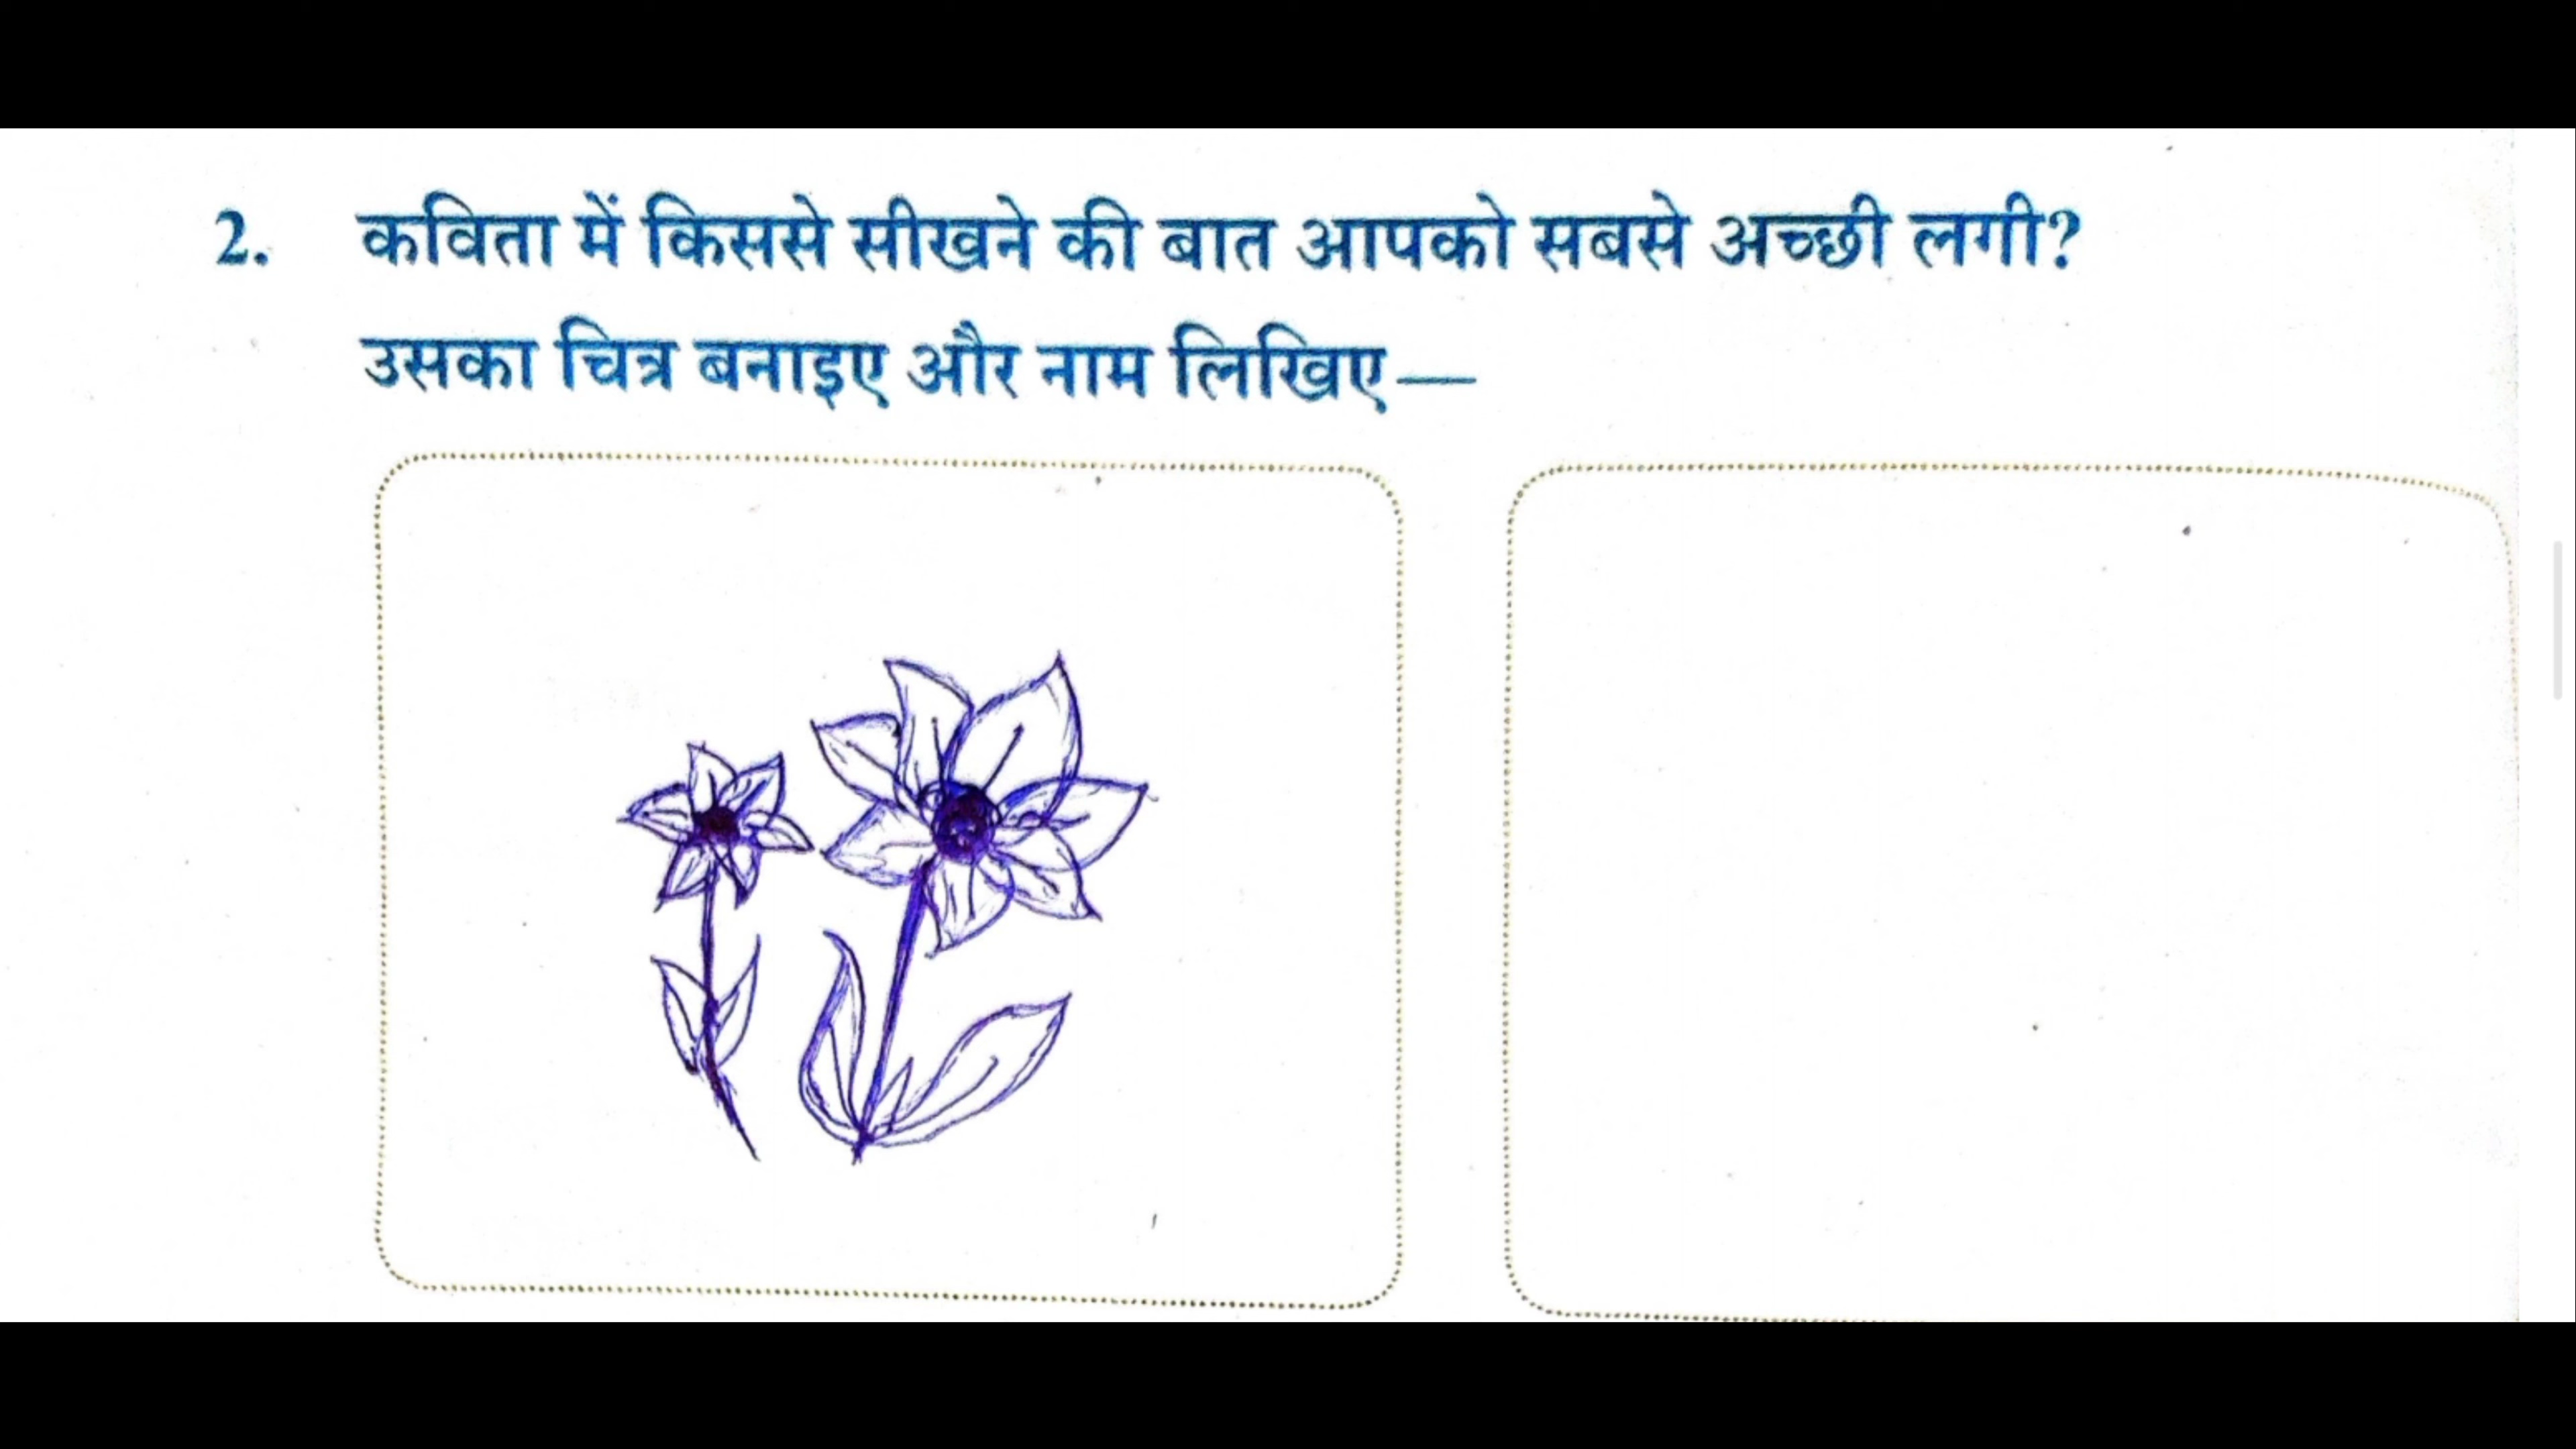 2. कविता में किससे सीखने की बात आपको सबसे अच्छी लगी?
उसका चित्र बनाइए और नाम लिखिए—